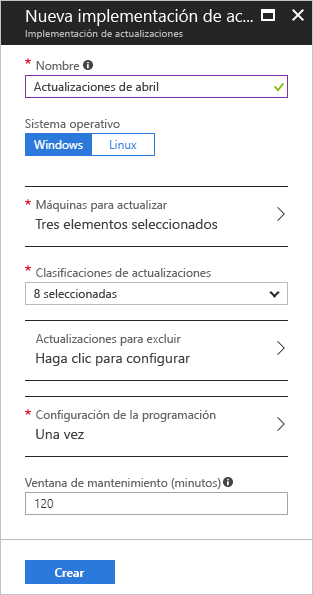 Nueva implementación de ac...
Implementación de actualizaciones
* Nombre
Actualizaciones de abril
Sistema operativo
Windows Linux
* Máquinas para actualizar
Tres elementos seleccionados
* Clasificaciones de actualizaciones
8 seleccionadas
Actualizaciones para excluir
Haga clic para configurar
* Configuración de la programación
Una vez
Ventana de mantenimiento (minutos)
120
Crear